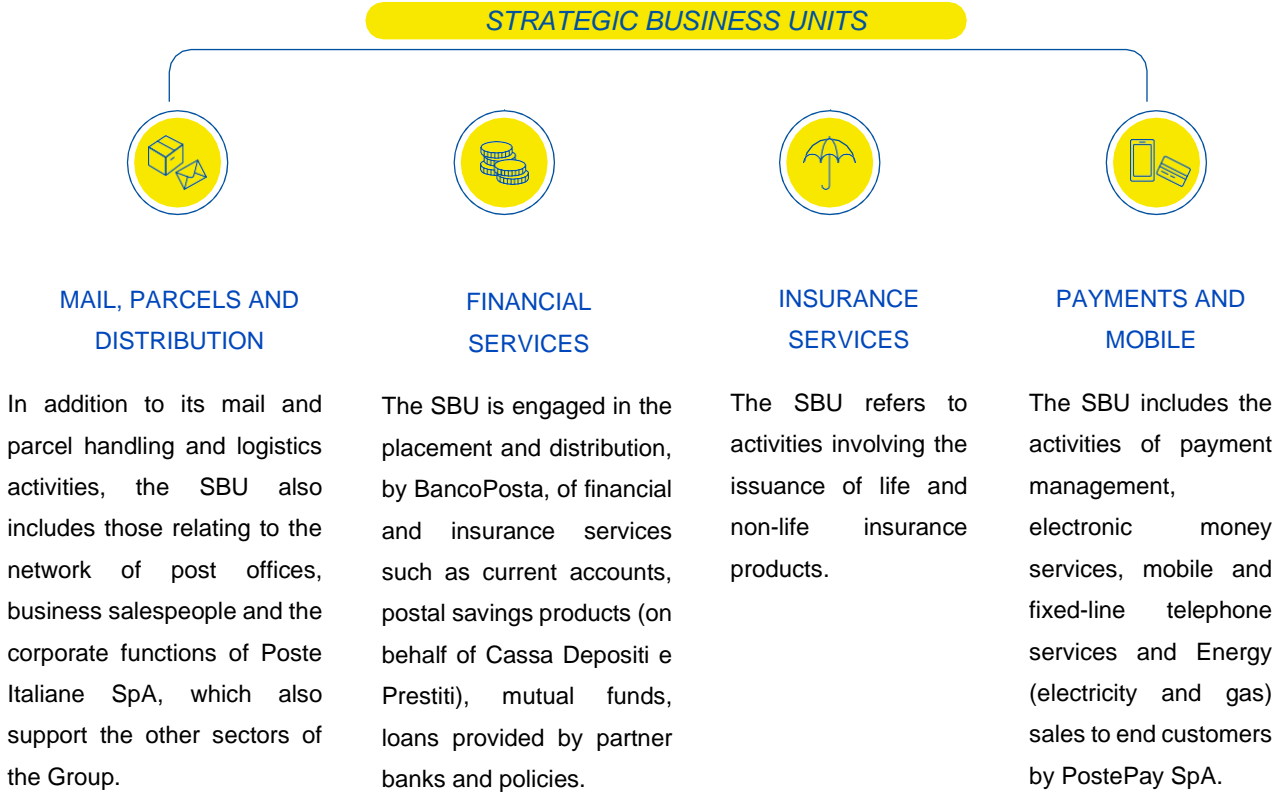 STRATEGIC BUSINESS UNITS
MAIL, PARCELS AND
DISTRIBUTION
In addition to its mail and
parcel handling and logistics
activities, the SBU also
includes those relating to the
network of post offices,
business salespeople and the
corporate functions of Poste
Italiane SpA, which also
support the other sectors of
the Group.
FINANCIAL
SERVICES
The SBU is engaged in the
placement and distribution,
by BancoPosta, of financial
and insurance services
such as current accounts,
postal savings products (on
behalf of Cassa Depositi e
Prestiti), mutual funds,
loans provided by partner
banks and policies.
INSURANCE
SERVICES
The SBU refers to
activities involving the
issuance of life and
non-life insurance
products.
PAYMENTS AND
MOBILE
The SBU includes the
activities of payment
management,
electronic money
services, mobile and
fixed-line telephone
services and Energy
(electricity and gas)
sales to end customers
by PostePay SpA.